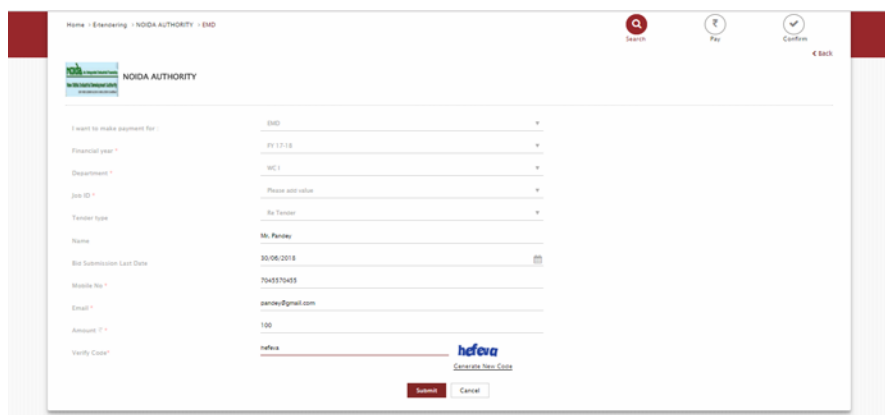 Home > E-tendering > NOIDA AUTHORITY > EMD
Search
₹
Pay
Confirm
< Back
noida
NOIDA AUTHORITY
I want to make payment for :
EMD
Financial year *
FY 17-18
Department *
WC I
Job ID *
Please add value
Tender type
Re Tender
Name
Mr. Pandey
Bid Submission Last Date
30/06/2018
Mobile No *
7045570455
Email *
pandey@gmail.com
Amount ₹ *
100
Verify Code*
hefeva
hefeva
Generate New Code
Submit
Cancel